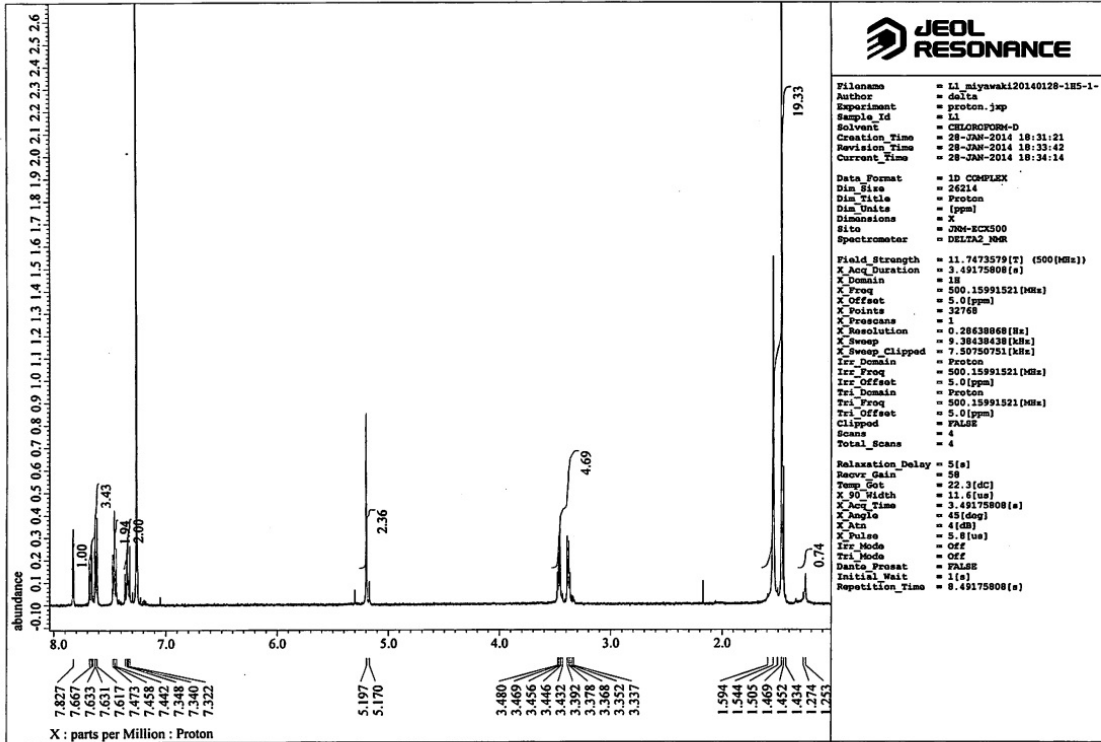 JEOL
RESONANCE
Filename = L1_miyawaki20140128-1H5-1-
Author = delta
Experiment = proton.jxp
Sample_Id = L1
Solvent = CHLOROFORM-D
Creation_Time = 28-JAN-2014 18:31:21
Revision_Time = 28-JAN-2014 18:33:42
Current_Time = 28-JAN-2014 18:34:14
Data_Format = 1D COMPLEX
Dim_Size = 26214
Dim_Title = Proton
Dim_Units = [ppm]
Dimensions = X
Site = JNM-ECX500
Spectrometer = DELTA2_NMR
Field_Strength = 11.7473579[T] (500[MHz])
X_Acq_Duration = 3.49175808[s]
X_Domain = 1H
X_Freq = 500.15991521[MHz]
X_Offset = 5.0[ppm]
X_Points = 32768
X_Prescans = 1
X_Resolution = 0.28638868[Hz]
X_Sweep = 9.38438438[kHz]
X_Sweep_Clipped = 7.50750751[kHz]
Irr_Domain = Proton
Irr_Freq = 500.15991521[MHz]
Irr_Offset = 5.0[ppm]
Tri_Domain = Proton
Tri_Freq = 500.15991521[MHz]
Tri_Offset = 5.0[ppm]
Clipped = FALSE
Scans = 4
Total_Scans = 4
Relaxation_Delay = 5[s]
Recvr_Gain = 58
Temp_Get = 22.3[dC]
X_90_Width = 11.6[us]
X_Acq_Time = 3.49175808[s]
X_Angle = 45[deg]
X_Atn = 4[dB]
X_Pulse = 5.8[us]
Irr_Mode = Off
Tri_Mode = Off
Dante_Presat = FALSE
Initial_Wait = 1[s]
Repetition_Time = 8.49175808[s]
abundance
-0.10 0.1 0.2 0.3 0.4 0.5 0.6 0.7 0.8 0.9 1.0 1.1 1.2 1.3 1.4 1.5 1.6 1.7 1.8 1.9 2.0 2.1 2.2 2.3 2.4 2.5 2.6
1.00
3.43
1.94
2.00
2.36
4.69
19.33
0.74
8.0 7.0 6.0 5.0 4.0 3.0 2.0
7.827
7.667
7.633
7.631
7.617
7.473
7.458
7.442
7.348
7.340
7.322
5.197
5.170
3.480
3.469
3.456
3.446
3.432
3.392
3.378
3.368
3.352
3.337
1.594
1.544
1.505
1.469
1.452
1.434
1.274
1.253
X : parts per Million : Proton